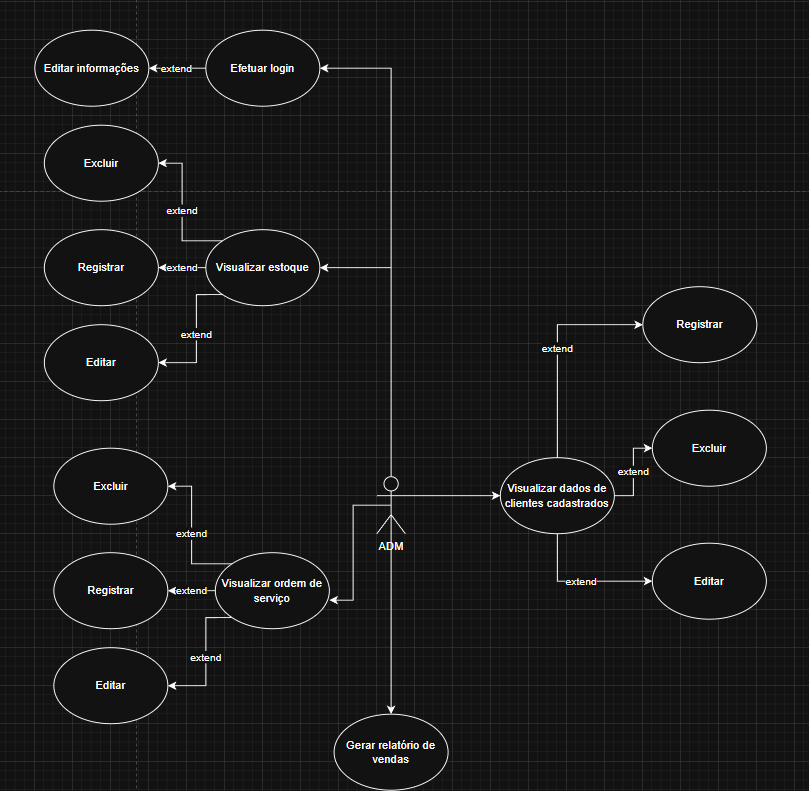 Editar informações
extend
Efetuar login
Excluir
extend
Registrar
extend
Visualizar estoque
extend
Editar
Registrar
extend
Excluir
extend
Visualizar dados de
clientes cadastrados
extend
Editar
Excluir
extend
ADM
Registrar
extend
Visualizar ordem de
serviço
extend
Editar
Gerar relatório de
vendas